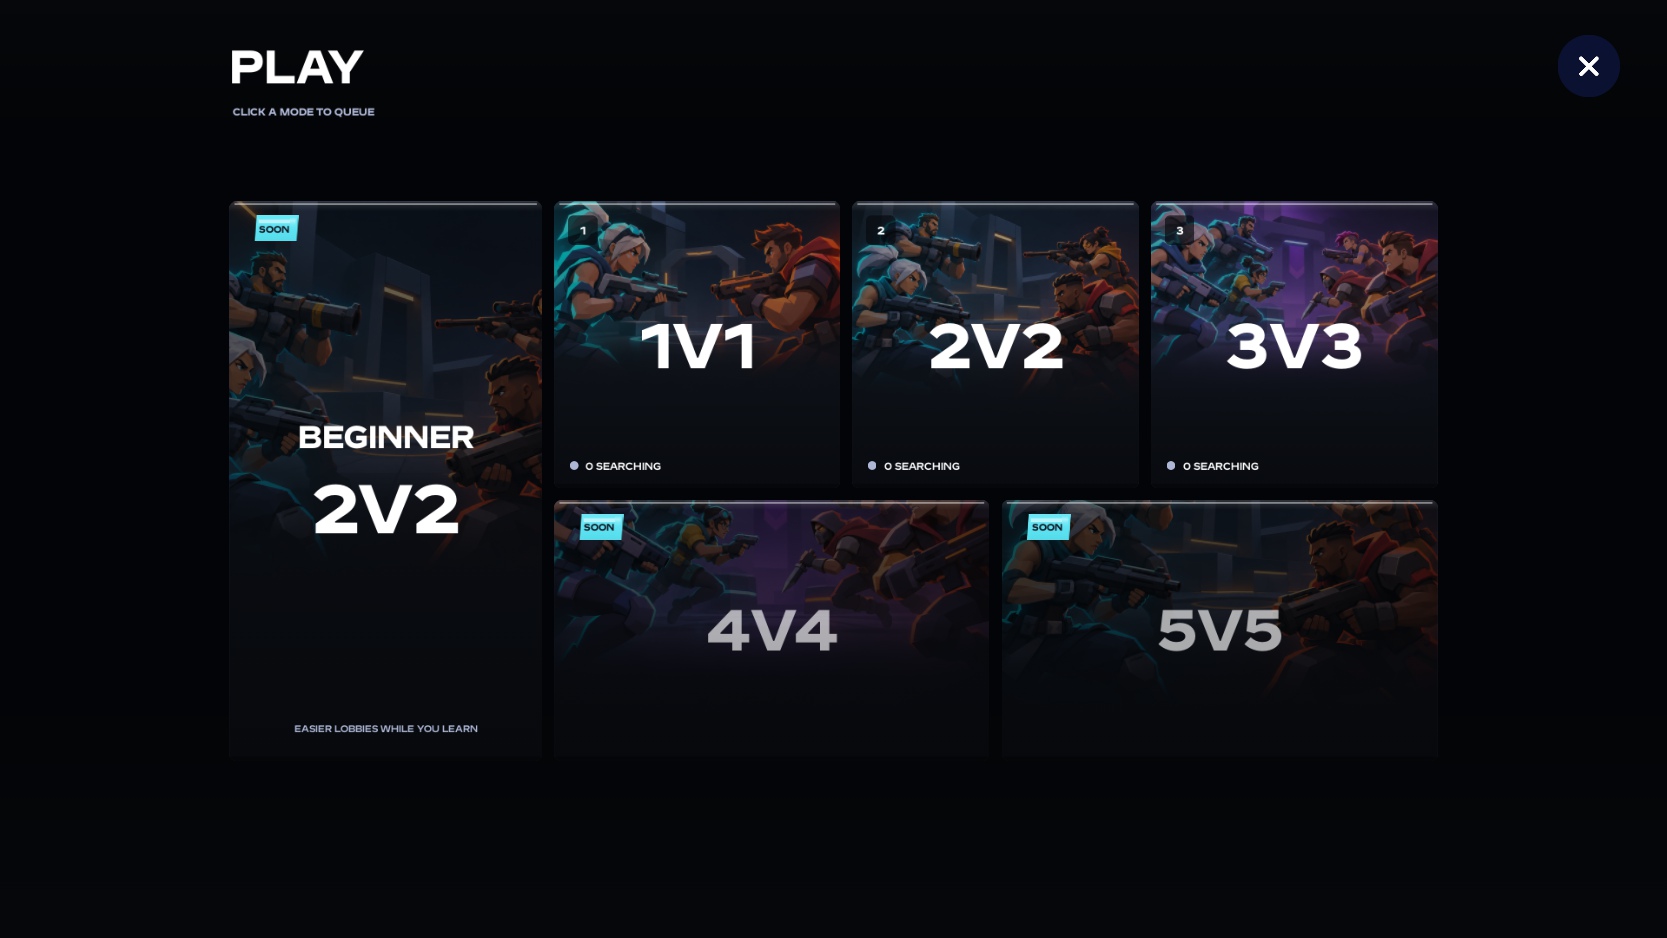 PLAY
CLICK A MODE TO QUEUE
SOON
BEGINNER
2V2
EASIER LOBBIES WHILE YOU LEARN
1
1V1
0 SEARCHING
2
2V2
0 SEARCHING
3
3V3
0 SEARCHING
SOON
4V4
SOON
5V5